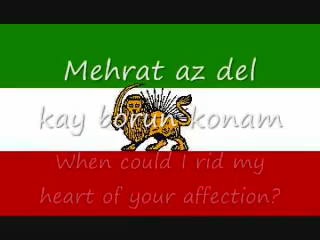 Mehrat az del
kay borun konam
When could I rid my
heart of your affection?